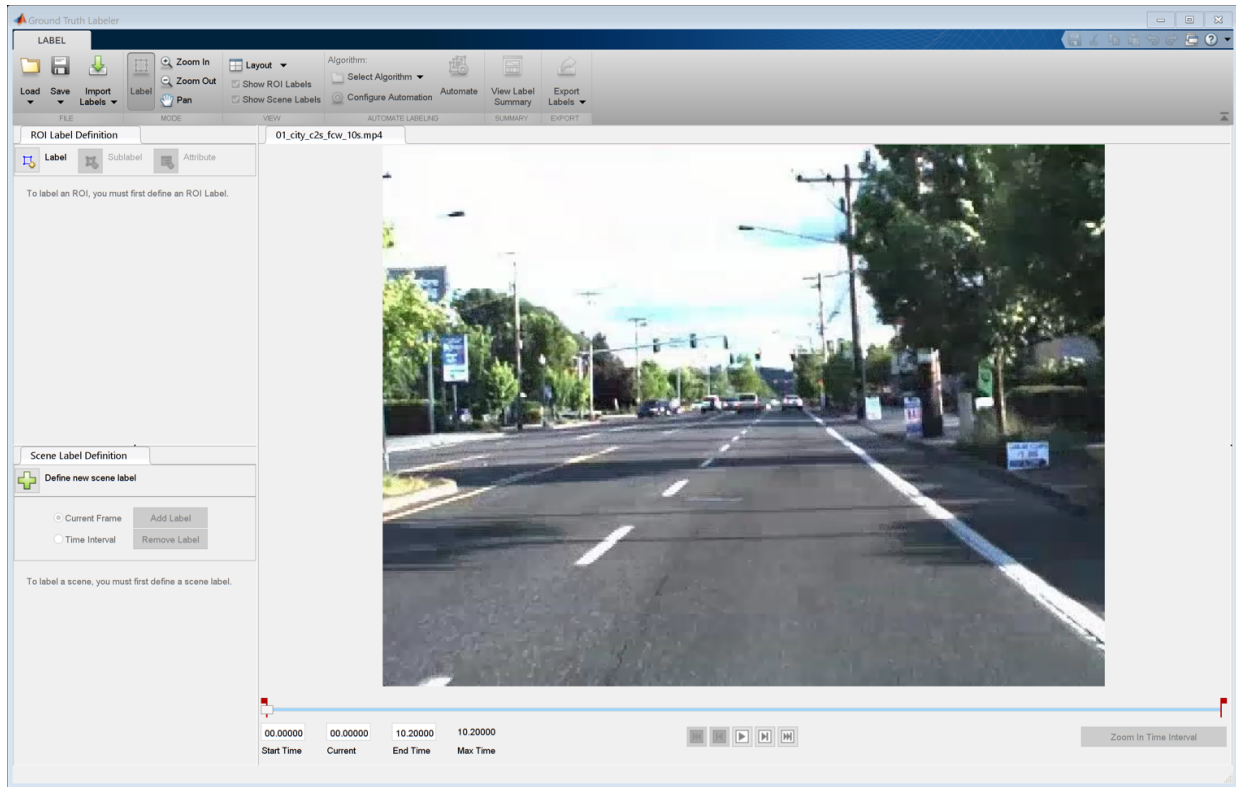 Ground Truth Labeler
LABEL
Load
Save
Import Labels
Label
Zoom In
Zoom Out
Pan
Layout
Show ROI Labels
Show Scene Labels
Algorithm:
Select Algorithm
Configure Automation
Automate
View Label Summary
Export Labels
FILE
MODE
VIEW
AUTOMATE LABELING
SUMMARY
EXPORT
ROI Label Definition
Label
Sublabel
Attribute
To label an ROI, you must first define an ROI Label.
01_city_c2s_fcw_10s.mp4
Scene Label Definition
Define new scene label
Current Frame
Add Label
Time Interval
Remove Label
To label a scene, you must first define a scene label.
00.00000
00.00000
10.20000
10.20000
Start Time
Current
End Time
Max Time
Zoom In Time Interval